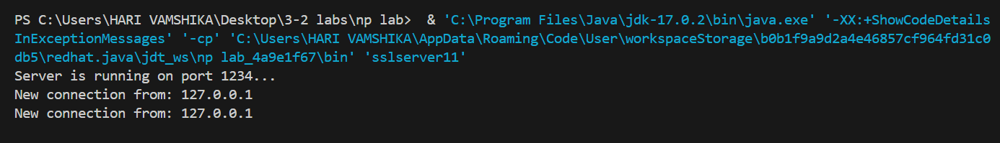 PS C:\Users\HARI VAMSHIKA\Desktop\3-2 labs\np lab>  & 'C:\Program Files\Java\jdk-17.0.2\bin\java.exe' '-XX:+ShowCodeDetails
InExceptionMessages' '-cp' 'C:\Users\HARI VAMSHIKA\AppData\Roaming\Code\User\workspaceStorage\b0b1f9a9d2a4e46857cf964fd31c0
db5\redhat.java\jdt_ws\np lab_4a9e1f67\bin' 'sslserver11'
Server is running on port 1234...
New connection from: 127.0.0.1
New connection from: 127.0.0.1